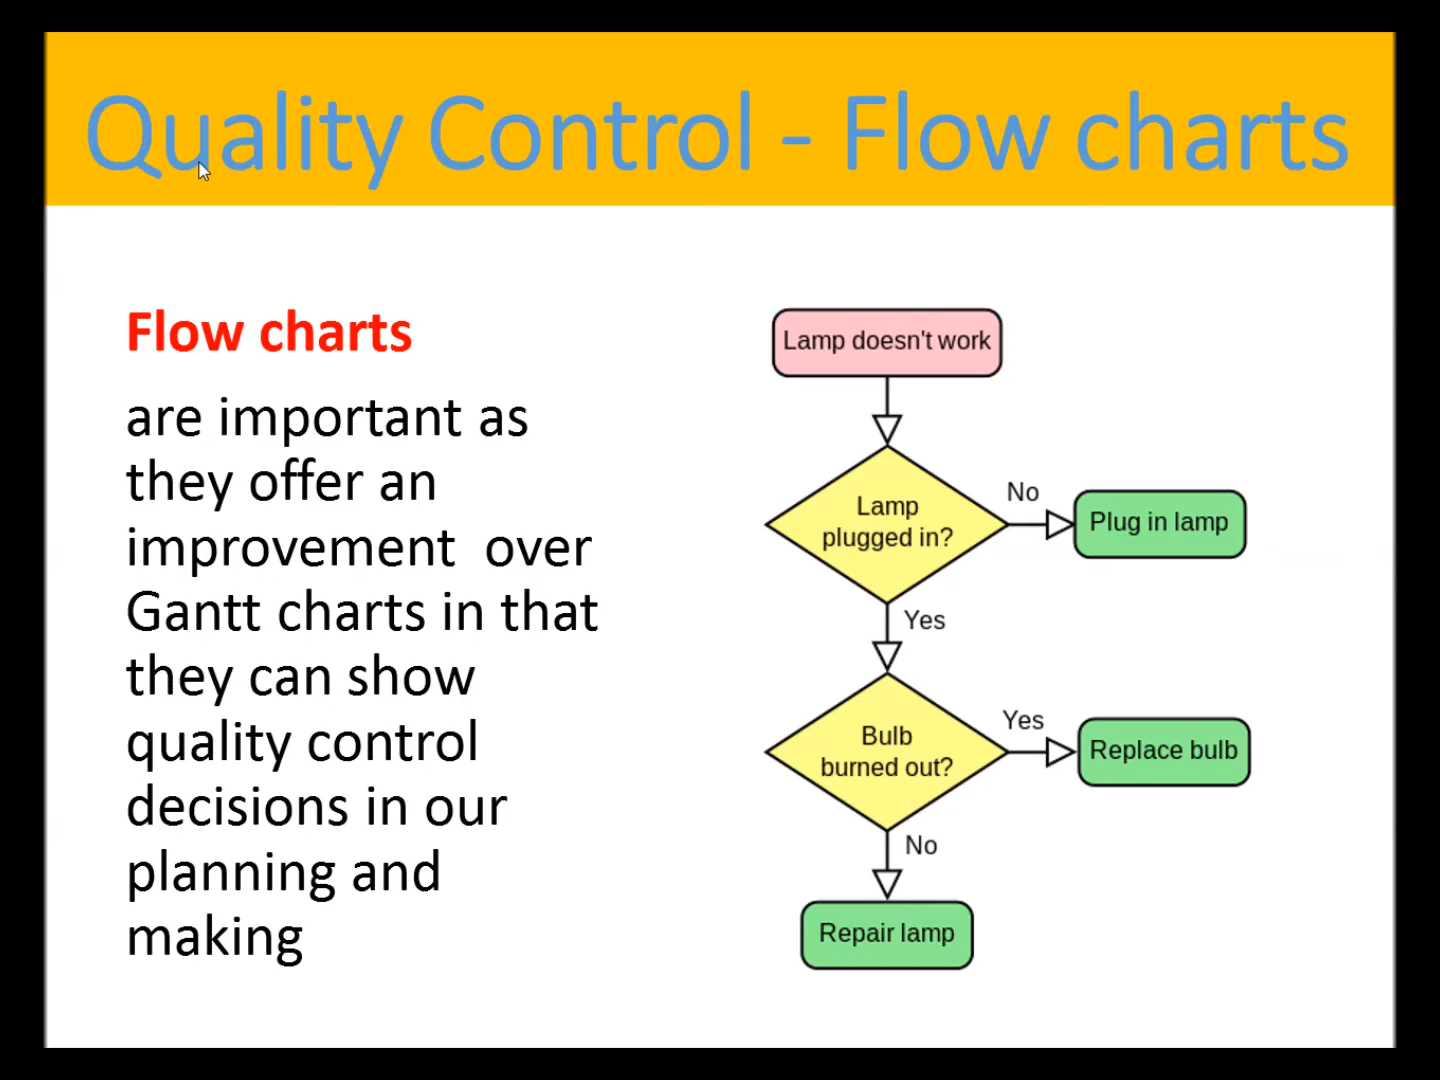 Quality Control - Flow charts
Flow charts
are important as
they offer an
improvement  over
Gantt charts in that
they can show
quality control
decisions in our
planning and
making
Lamp doesn't work
Lamp
plugged in?
No
Plug in lamp
Yes
Bulb
burned out?
Yes
Replace bulb
No
Repair lamp